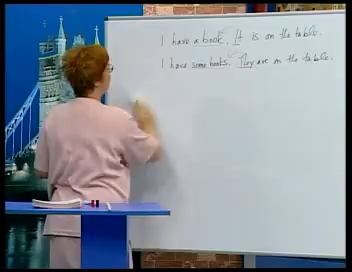 I have a book. It is on the table.
I have some books. They are on the table.